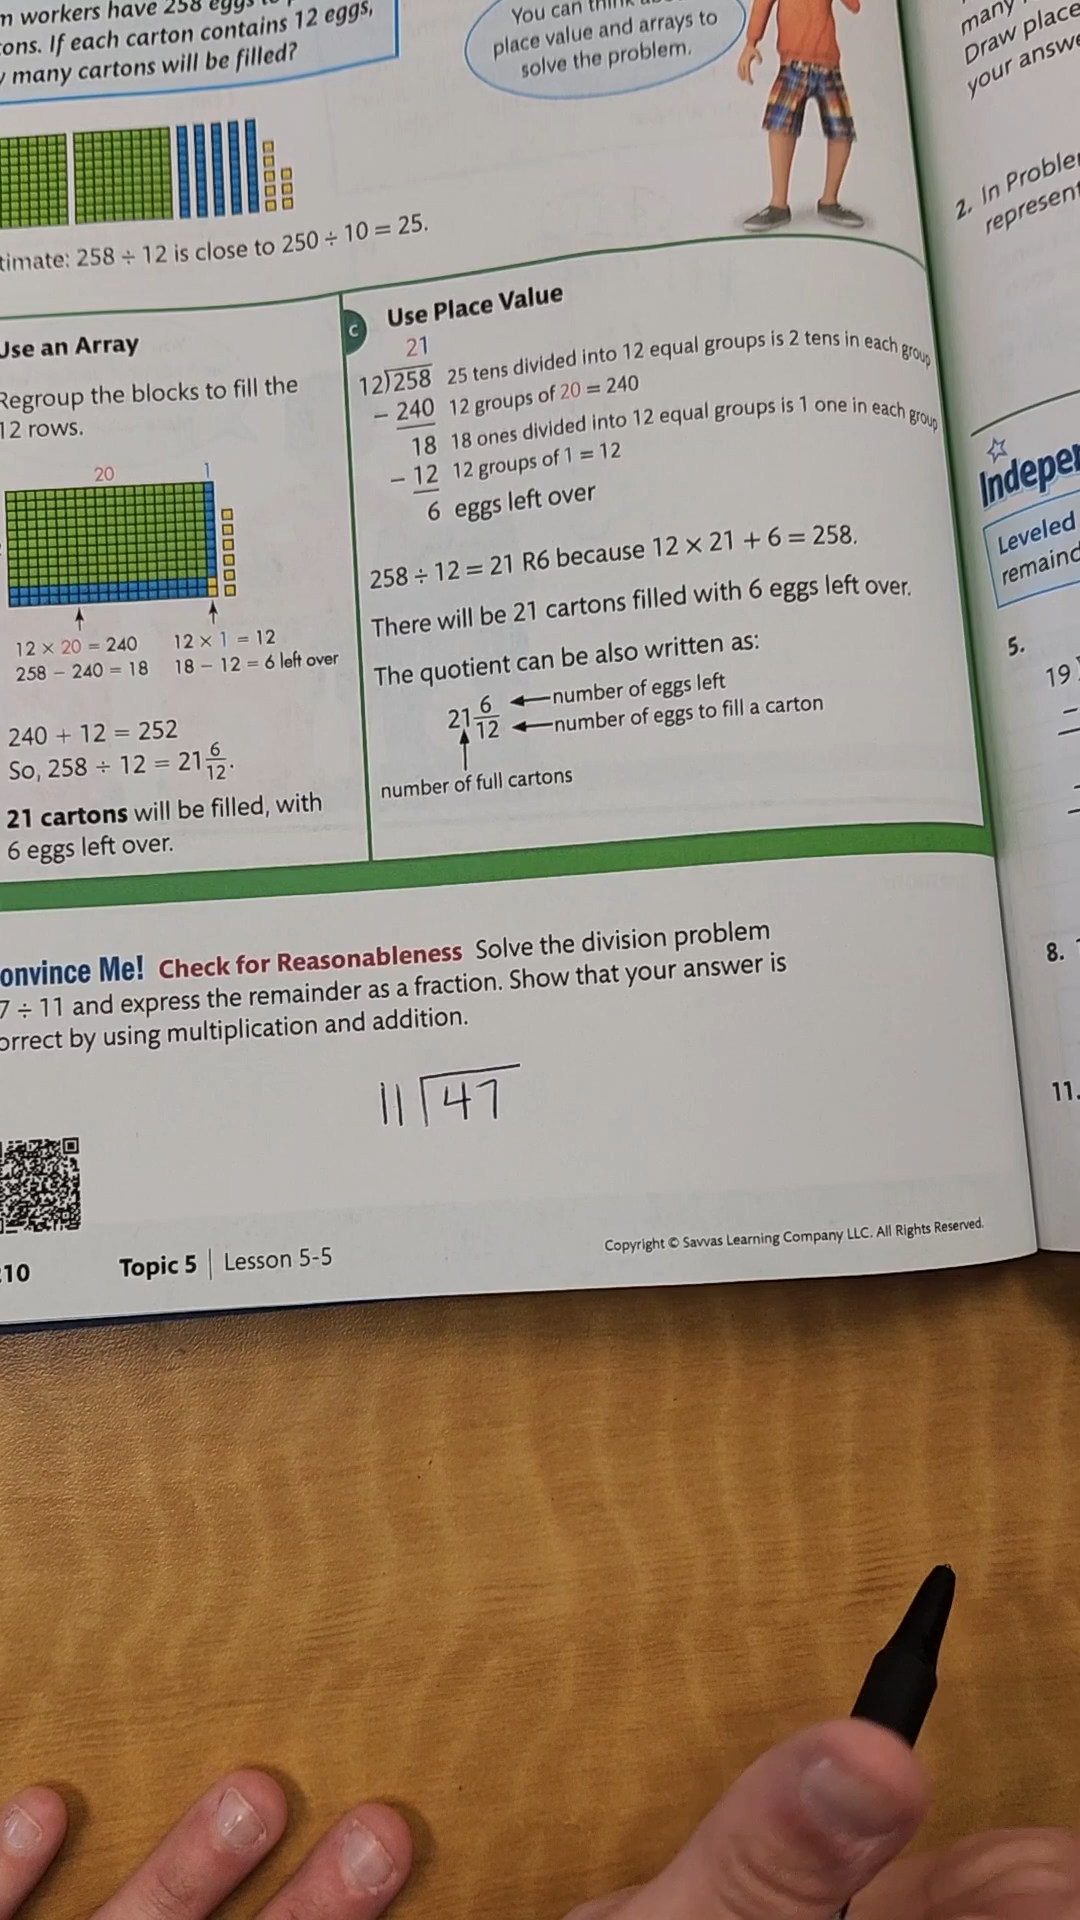 workers have 258 eggs
If each carton contains 12 eggs,
many cartons will be filled?
You can think
place value and arrays to
solve the problem.
many
Draw place
your answe
2. In Proble
represent
timate: 258 ÷ 12 is close to 250 ÷ 10 = 25.
Use an Array
Regroup the blocks to fill the
12 rows.
20 1
12 × 20 = 240 12 × 1 = 12
258 − 240 = 18 18 − 12 = 6 left over
240 + 12 = 252
So, 258 ÷ 12 = 21 6/12.
21 cartons will be filled, with
6 eggs left over.
C Use Place Value
21
12)258 25 tens divided into 12 equal groups is 2 tens in each group
− 240 12 groups of 20 = 240
18 18 ones divided into 12 equal groups is 1 one in each group
− 12 12 groups of 1 = 12
6 eggs left over
258 ÷ 12 = 21 R6 because 12 × 21 + 6 = 258.
There will be 21 cartons filled with 6 eggs left over.
The quotient can be also written as:
21 6/12 number of eggs left
number of eggs to fill a carton
number of full cartons
Indepe
Leveled
remaind
5.
19
8.
11.
onvince Me! Check for Reasonableness Solve the division problem
7 ÷ 11 and express the remainder as a fraction. Show that your answer is
orrect by using multiplication and addition.
11)47
10 Topic 5 | Lesson 5-5
Copyright © Savvas Learning Company LLC. All Rights Reserved.